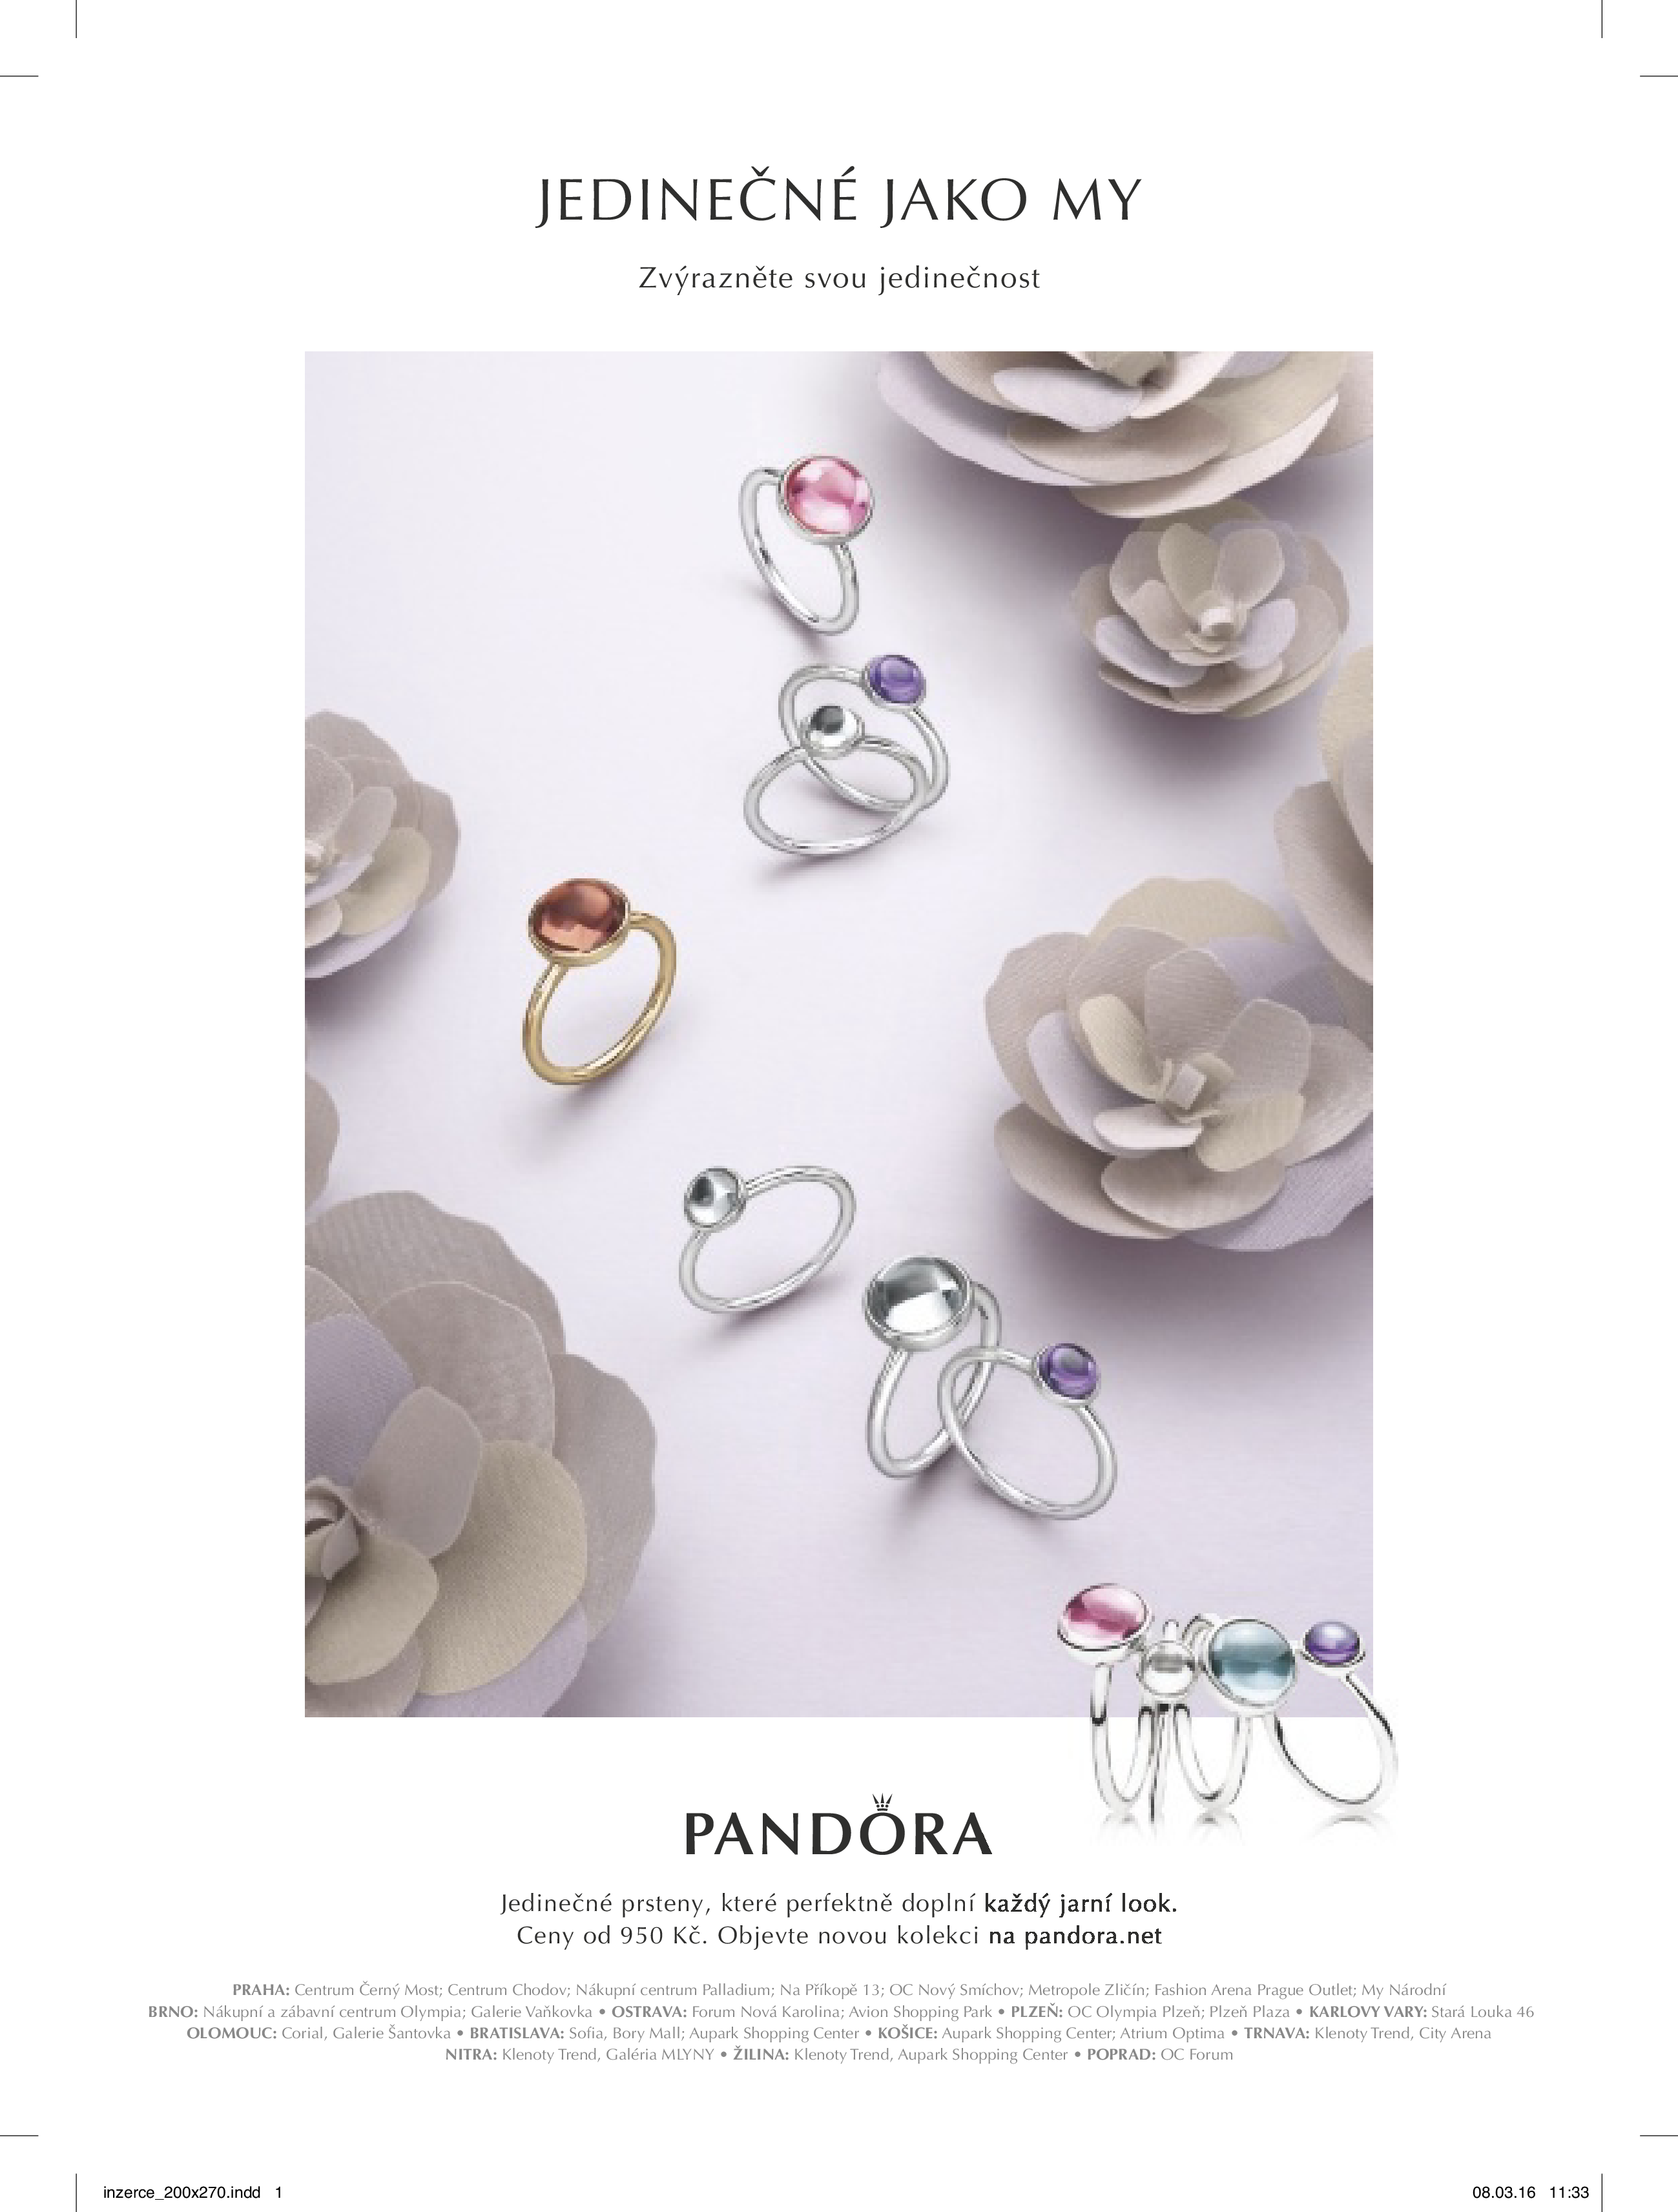 JEDINEČNÉ JAKO MY
Zvýrazněte svou jedinečnost
PANDORA
Jedinečné prsteny, které perfektně doplní každý jarní look.
Ceny od 950 Kč. Objevte novou kolekci na pandora.net
PRAHA: Centrum Černý Most; Centrum Chodov; Nákupní centrum Palladium; Na Příkopě 13; OC Nový Smíchov; Metropole Zličín; Fashion Arena Prague Outlet; My Národní
BRNO: Nákupní a zábavní centrum Olympia; Galerie Vaňkovka • OSTRAVA: Forum Nová Karolina; Avion Shopping Park • PLZEŇ: OC Olympia Plzeň; Plzeň Plaza • KARLOVY VARY: Stará Louka 46
OLOMOUC: Corial, Galerie Šantovka • BRATISLAVA: Sofia, Bory Mall; Aupark Shopping Center • KOŠICE: Aupark Shopping Center; Atrium Optima • TRNAVA: Klenoty Trend, City Arena
NITRA: Klenoty Trend, Galéria MLYNY • ŽILINA: Klenoty Trend, Aupark Shopping Center • POPRAD: OC Forum
inzerce_200x270.indd 1
08.03.16 11:33